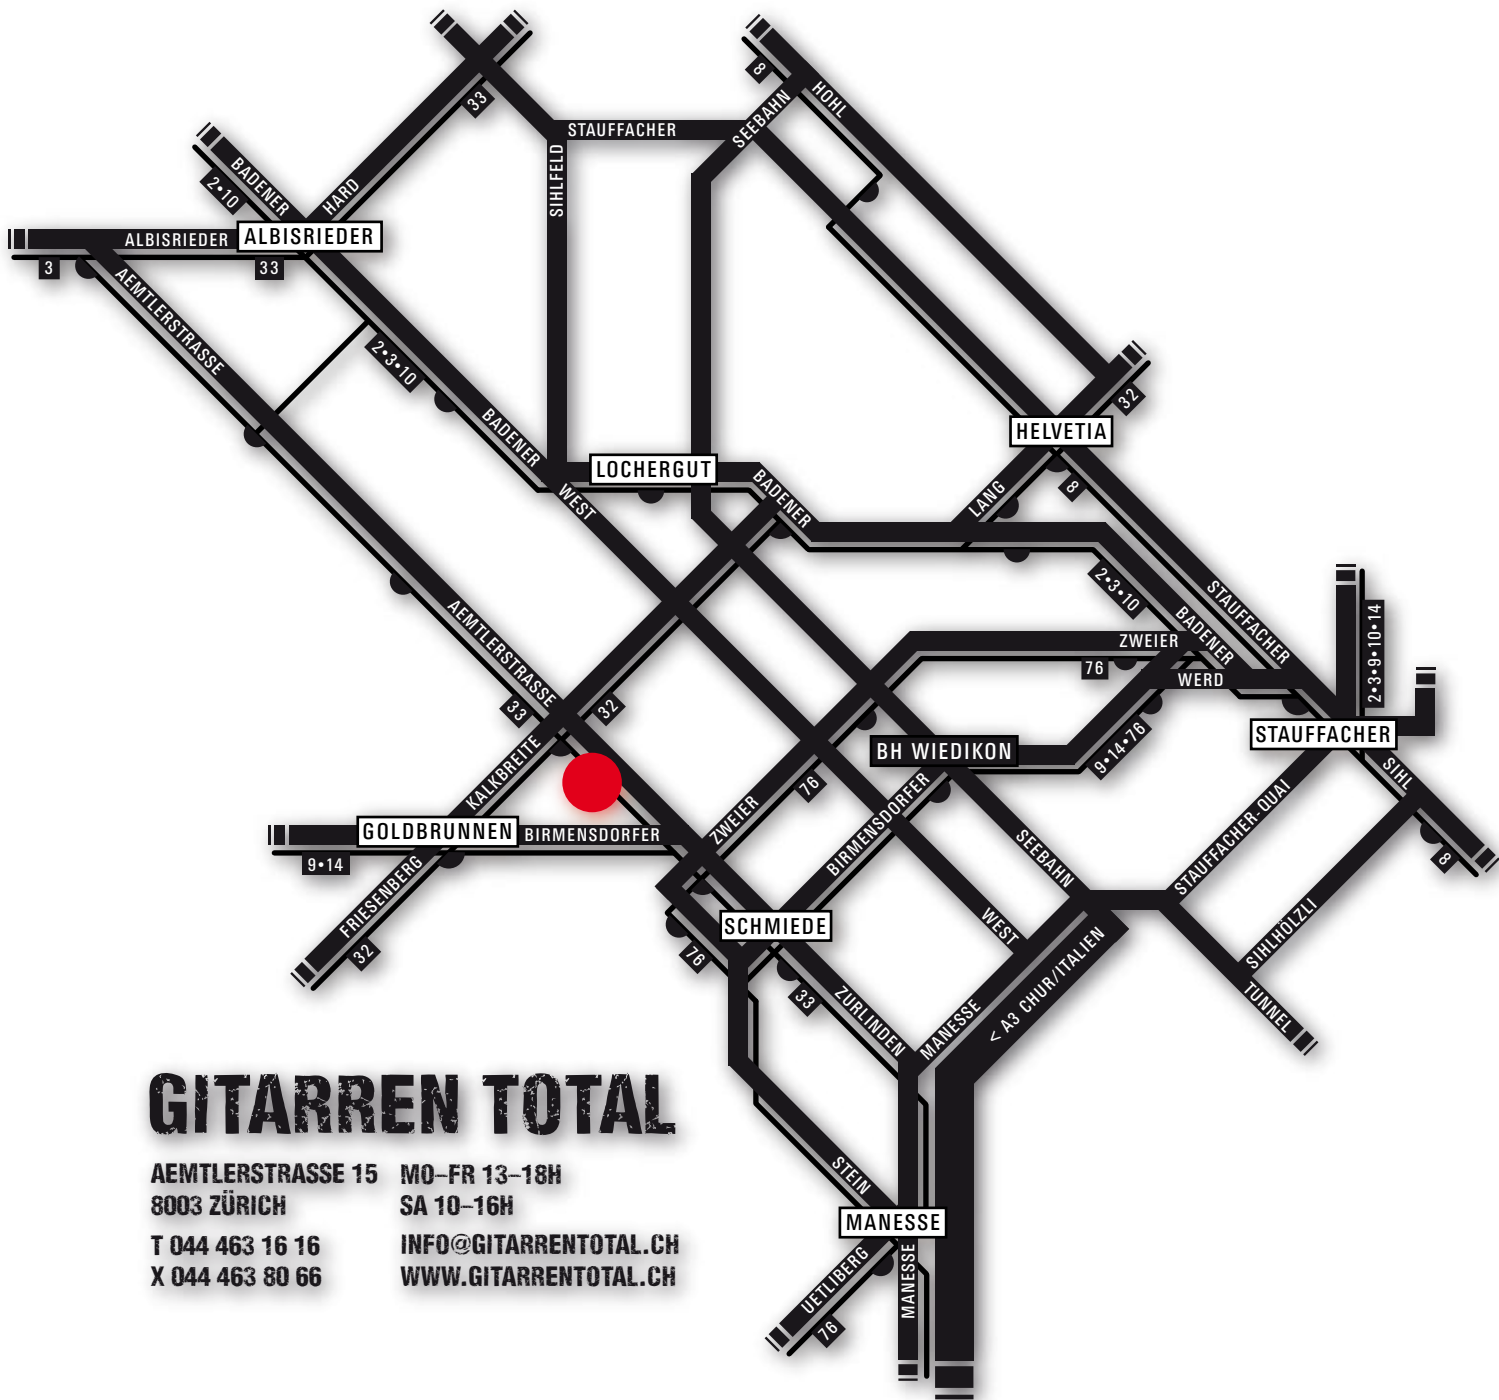 8
HOHL
SEEBAHN
33
STAUFFACHER
SIHLFELD
BADENER
2•10
HARD
ALBISRIEDER
ALBISRIEDER
3
33
AEMTLERSTRASSE
2•3•10
32
BADENER
HELVETIA
LOCHERGUT
BADENER
WEST
LANG
8
2•3•10
STAUFFACHER
BADENER
2•3•9•10•14
AEMTLERSTRASSE
ZWEIER
76
WERD
33
32
STAUFFACHER
BH WIEDIKON
9•14•76
KALKBREITE
76
SIHL
GOLDBRUNNEN
BIRMENSDORFER
ZWEIER
BIRMENSDORFER
SEEBAHN
STAUFFACHER-QUAI
9•14
8
FRIESENBERG
SCHMIEDE
WEST
SIHLHÖLZLI
32
76
33
ZURLINDEN
MANESSE
< A3 CHUR/ITALIEN
TUNNEL
GITARREN TOTAL
AEMTLERSTRASSE 15
8003 ZÜRICH
T 044 463 16 16
X 044 463 80 66
MO–FR 13–18H
SA 10–16H
INFO@GITARRENTOTAL.CH
WWW.GITARRENTOTAL.CH
STEIN
MANESSE
UETLIBERG
MANESSE
76